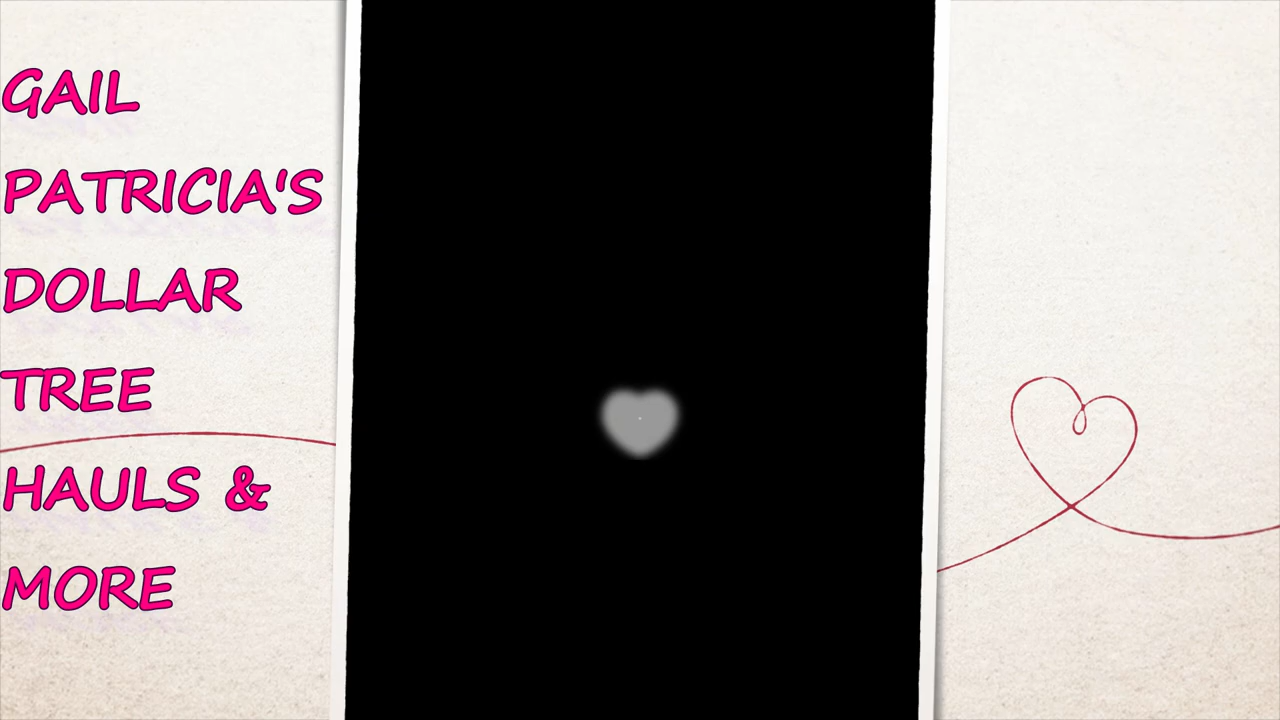 GAIL
PATRICIA'S
DOLLAR
TREE
HAULS &
MORE